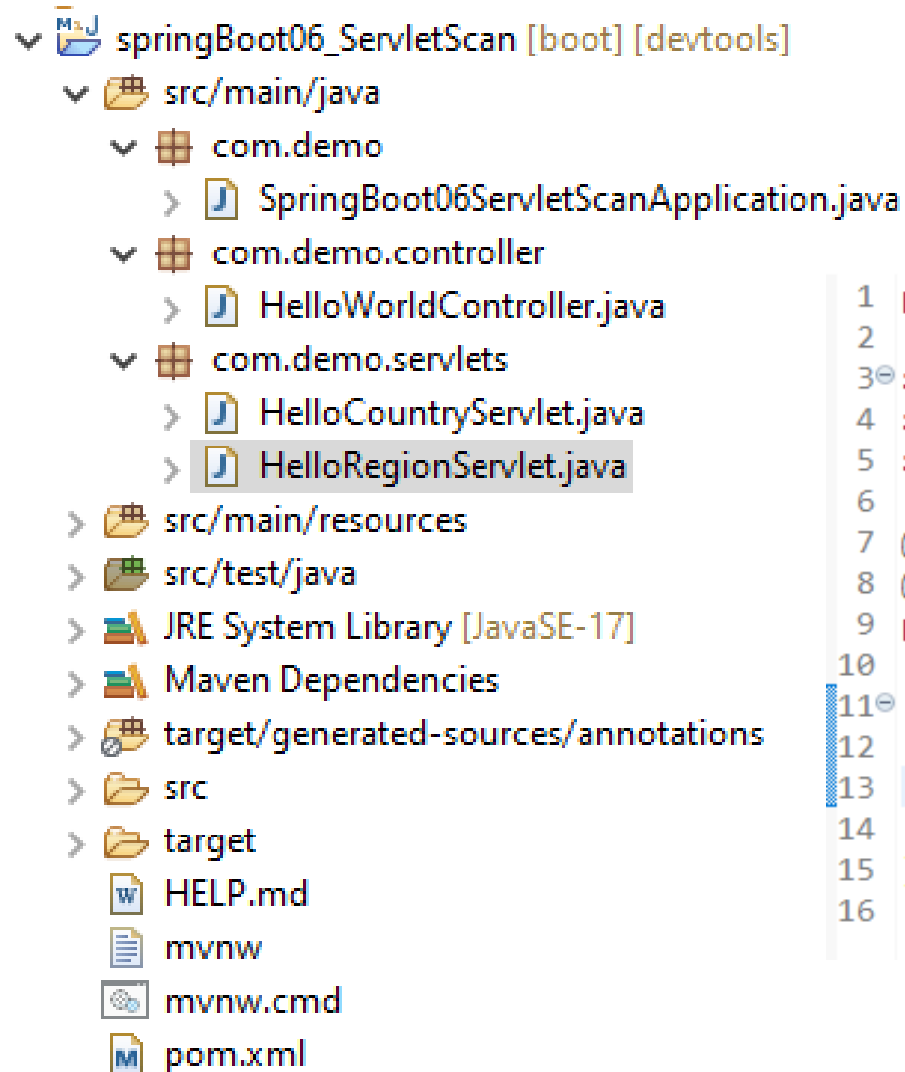 springBoot06_ServletScan [boot] [devtools]
src/main/java
com.demo
SpringBoot06ServletScanApplication.java
com.demo.controller
HelloWorldController.java
com.demo.servlets
HelloCountryServlet.java
HelloRegionServlet.java
src/main/resources
src/test/java
JRE System Library [JavaSE-17]
Maven Dependencies
target/generated-sources/annotations
src
target
HELP.md
mvnw
mvnw.cmd
pom.xml
1
2
3
4
5
6
7
8
9
10
11
12
13
14
15
16